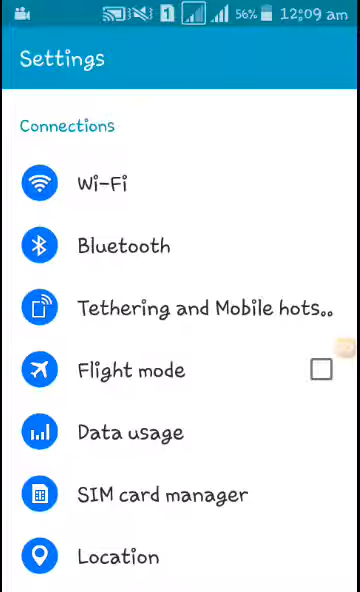 1 56% 12:09 am
Settings
Connections
Wi-Fi
Bluetooth
Tethering and Mobile hots..
Flight mode
Data usage
SIM card manager
Location